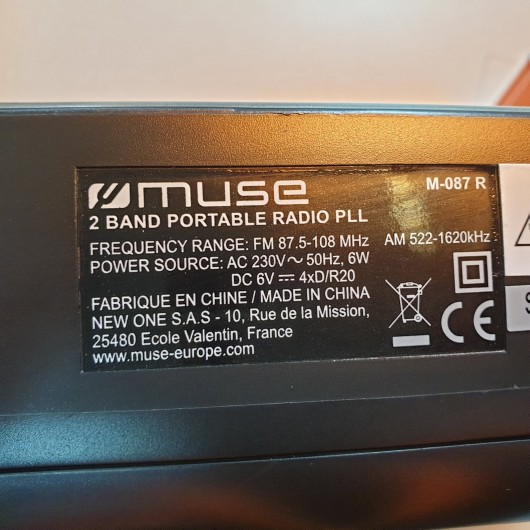 muse
M-087 R
2 BAND PORTABLE RADIO PLL
FREQUENCY RANGE: FM 87.5-108 MHz AM 522-1620kHz
POWER SOURCE: AC 230V～50Hz, 6W
DC 6V ⎓ 4xD/R20
FABRIQUE EN CHINE / MADE IN CHINA
NEW ONE S.A.S - 10, Rue de la Mission,
25480 Ecole Valentin, France
www.muse-europe.com
CE